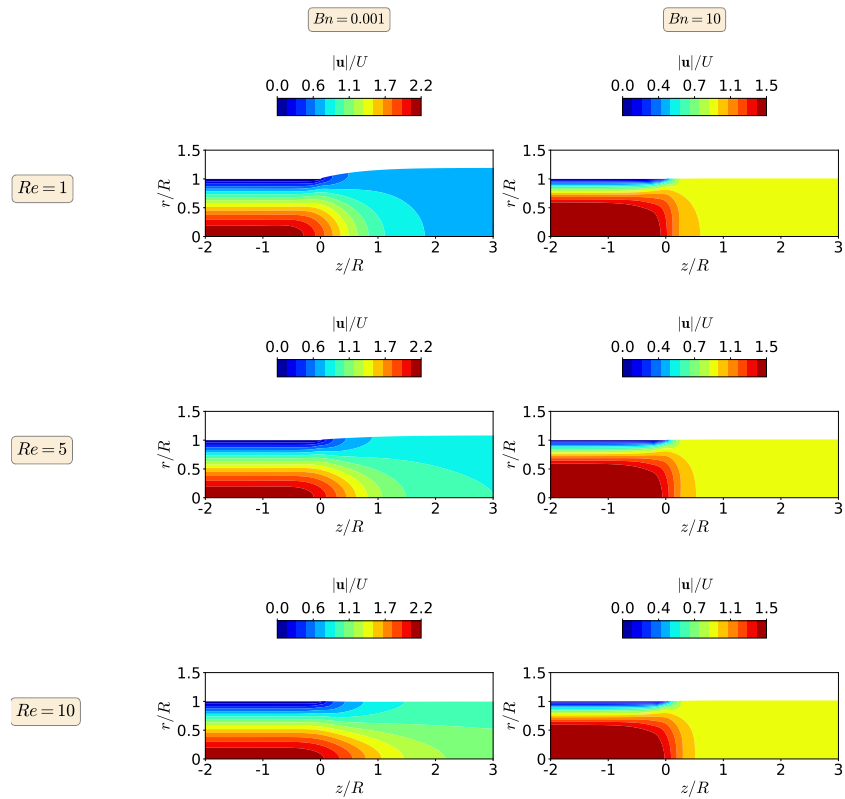 Bn = 0.001 Bn = 10
|u|/U |u|/U
0.0 0.6 1.1 1.7 2.2 0.0 0.4 0.7 1.1 1.5
Re = 1
r/R 1.5 1 0.5 0 r/R 1.5 1 0.5 0
-2 -1 0 1 2 3 -2 -1 0 1 2 3
z/R z/R
|u|/U |u|/U
0.0 0.6 1.1 1.7 2.2 0.0 0.4 0.7 1.1 1.5
Re = 5
r/R 1.5 1 0.5 0 r/R 1.5 1 0.5 0
-2 -1 0 1 2 3 -2 -1 0 1 2 3
z/R z/R
|u|/U |u|/U
0.0 0.6 1.1 1.7 2.2 0.0 0.4 0.7 1.1 1.5
Re = 10
r/R 1.5 1 0.5 0 r/R 1.5 1 0.5 0
-2 -1 0 1 2 3 -2 -1 0 1 2 3
z/R z/R